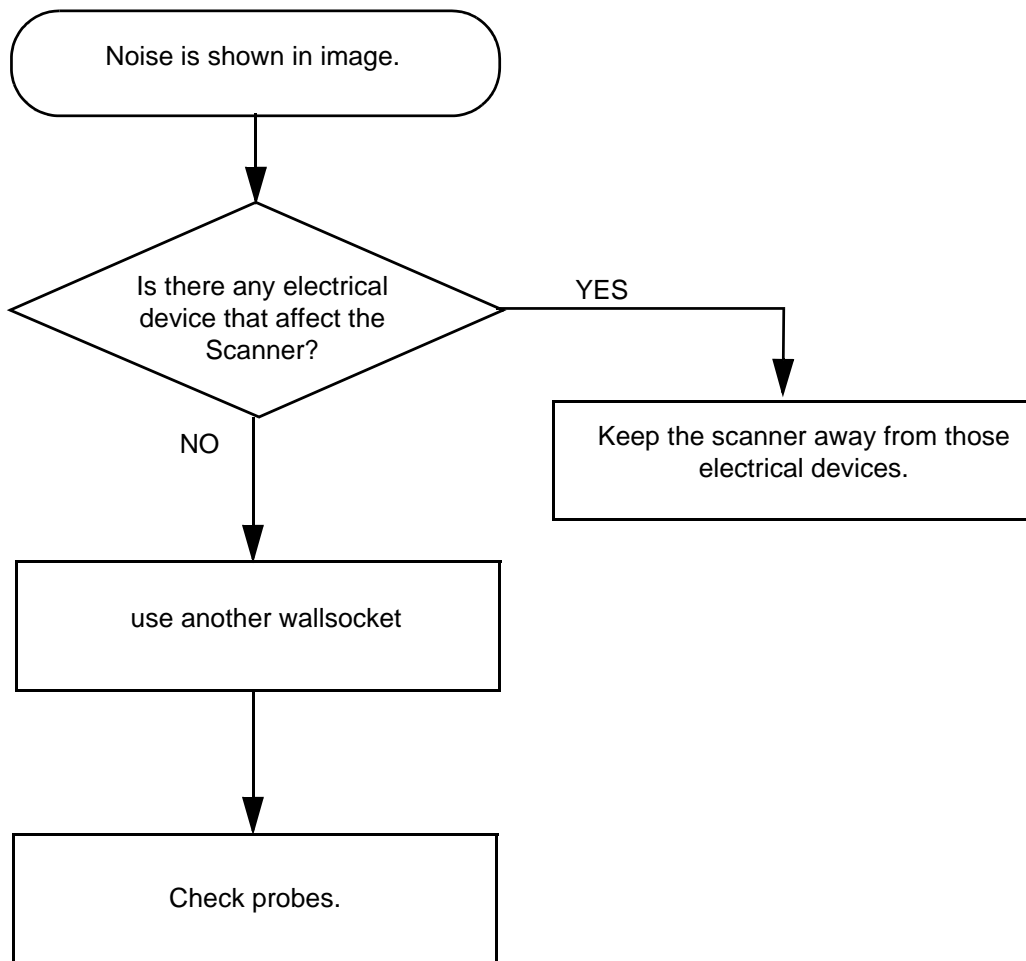 Noise is shown in image.
Is there any electrical
device that affect the
Scanner?
YES
Keep the scanner away from those
electrical devices.
NO
use another wallsocket
Check probes.